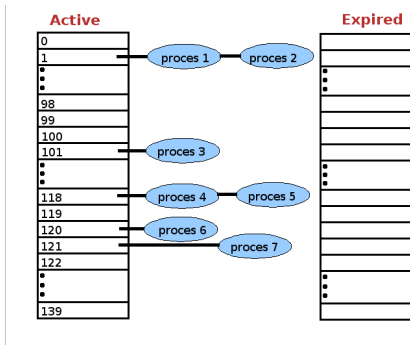 Active
Expired
0
1
proces 1
proces 2
98
99
100
101
proces 3
118
proces 4
proces 5
119
120
proces 6
121
proces 7
122
139